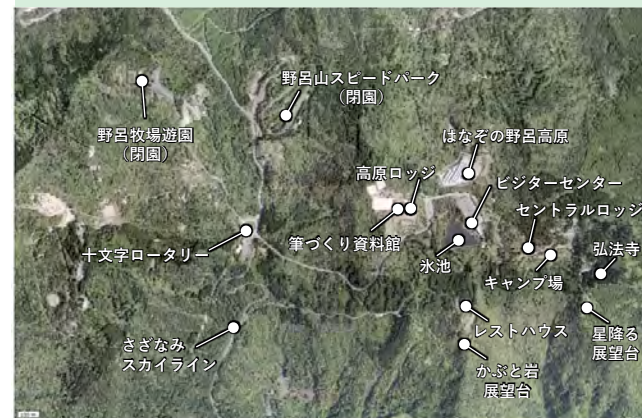 野呂山スピードパーク
（閉園）
野呂牧場遊園
（閉園）
はなぞの野呂高原
高原ロッジ
ビジターセンター
セントラルロッジ
筆づくり資料館
十文字ロータリー
氷池
弘法寺
キャンプ場
レストハウス
星降る
展望台
さざなみ
スカイライン
かぶと岩
展望台